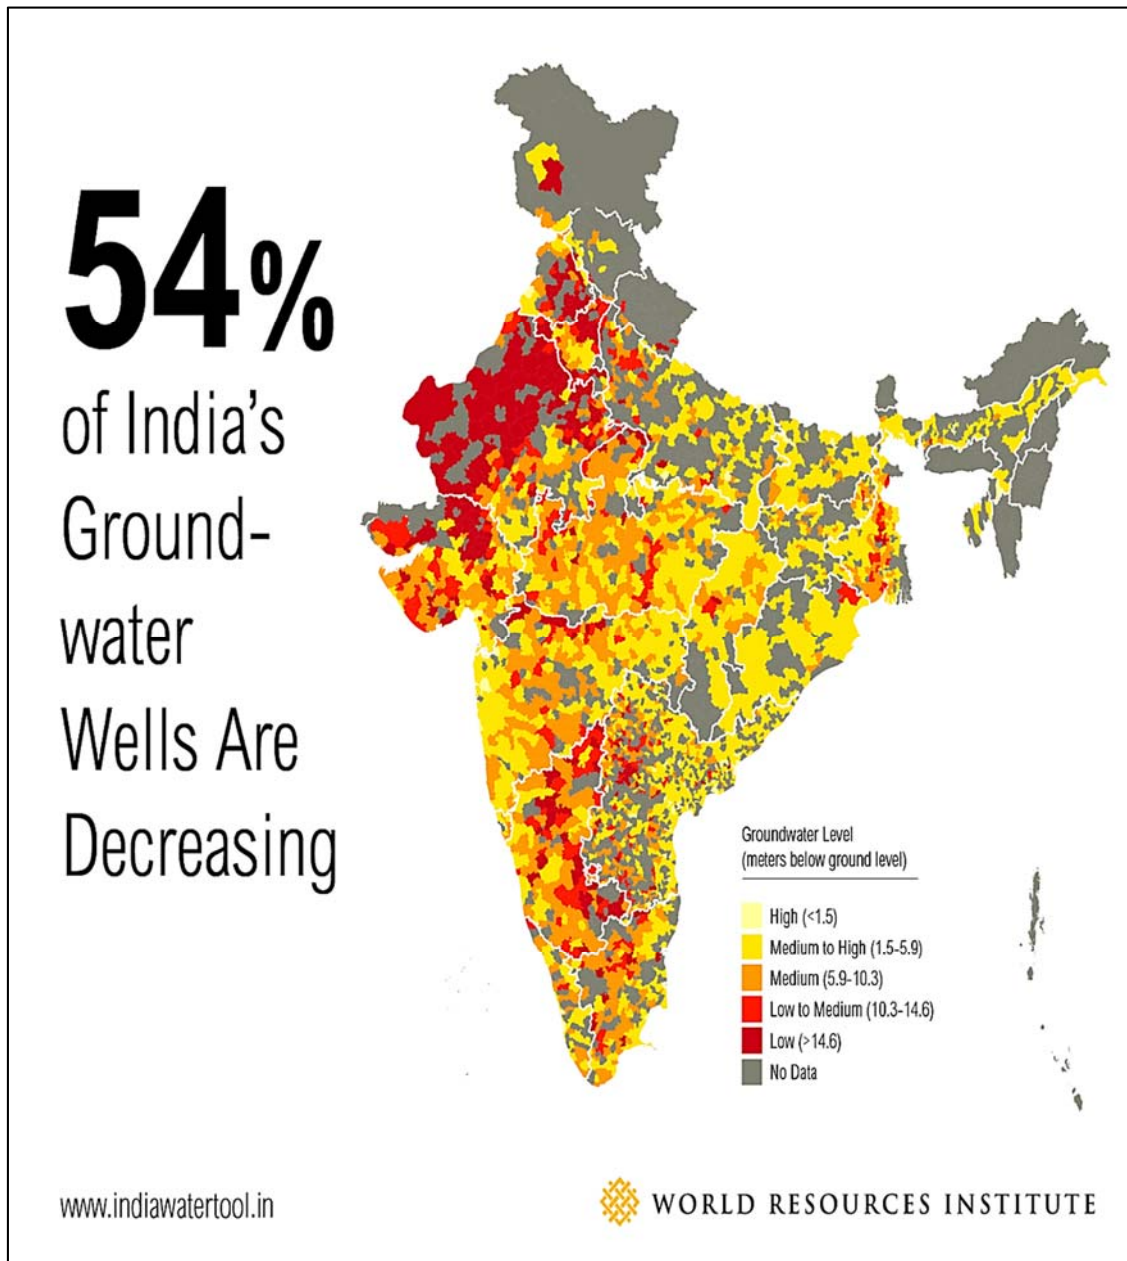 54%
of India's
Ground-
water
Wells Are
Decreasing
Groundwater Level
(meters below ground level)
High (<1.5)
Medium to High (1.5-5.9)
Medium (5.9-10.3)
Low to Medium (10.3-14.6)
Low (>14.6)
No Data
www.indiawatertool.in
WORLD RESOURCES INSTITUTE